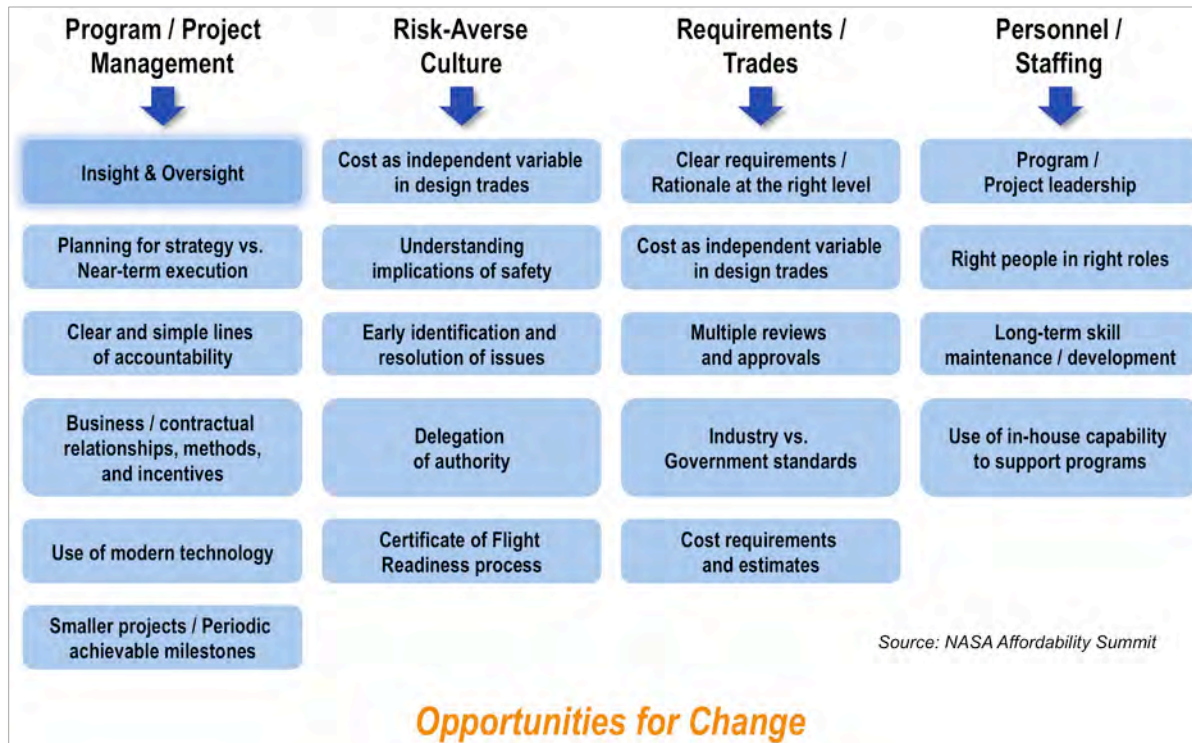 Program / Project
Management
Insight & Oversight
Planning for strategy vs.
Near-term execution
Clear and simple lines
of accountability
Business / contractual
relationships, methods,
and incentives
Use of modern technology
Smaller projects / Periodic
achievable milestones
Risk-Averse
Culture
Cost as independent variable
in design trades
Understanding
implications of safety
Early identification and
resolution of issues
Delegation
of authority
Certificate of Flight
Readiness process
Requirements /
Trades
Clear requirements /
Rationale at the right level
Cost as independent variable
in design trades
Multiple reviews
and approvals
Industry vs.
Government standards
Cost requirements
and estimates
Personnel /
Staffing
Program /
Project leadership
Right people in right roles
Long-term skill
maintenance / development
Use of in-house capability
to support programs
Source: NASA Affordability Summit
Opportunities for Change